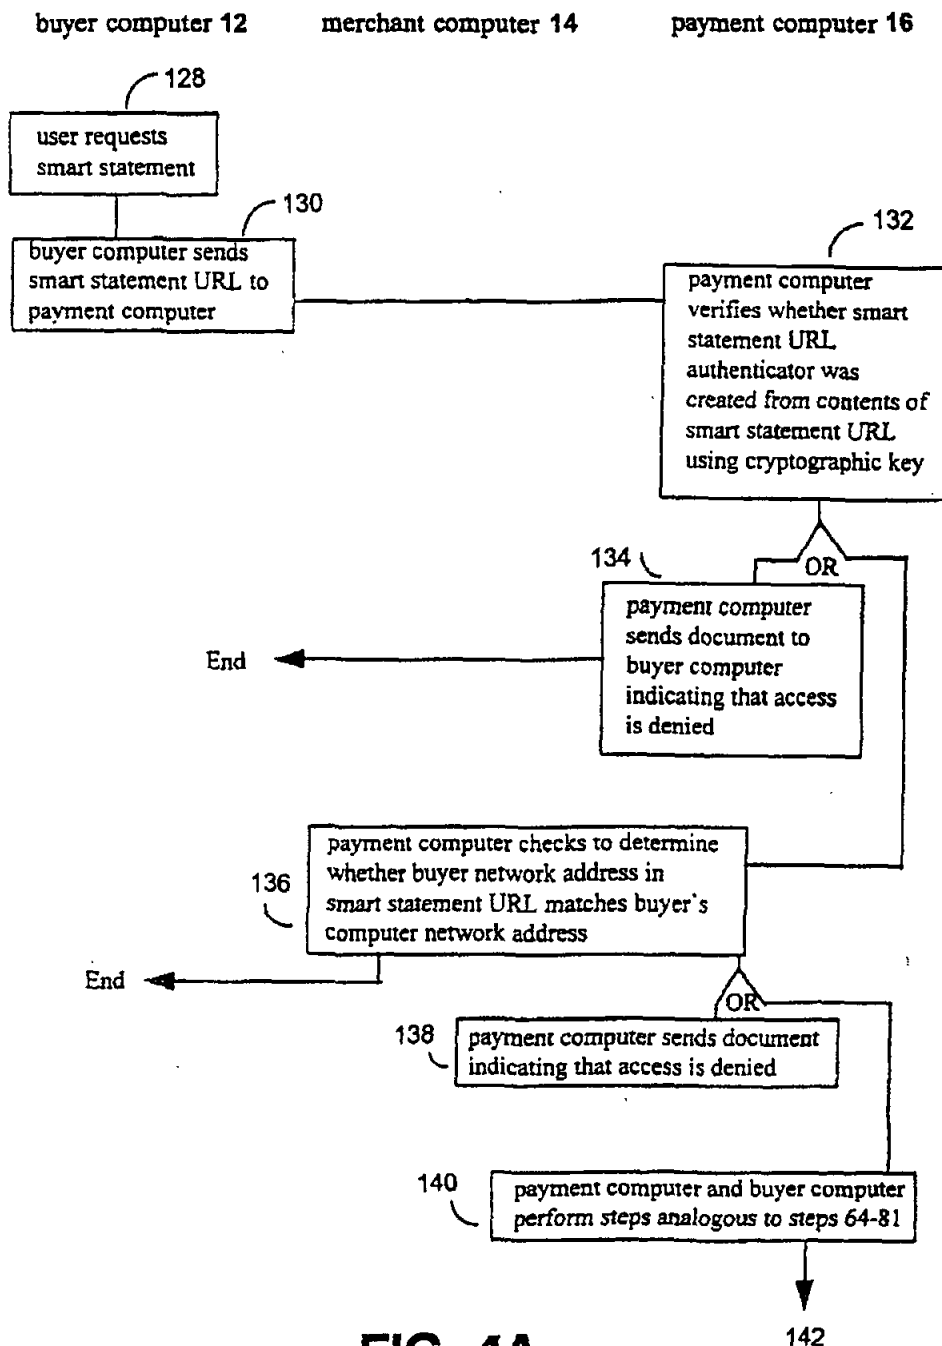 buyer computer 12 merchant computer 14 payment computer 16
128
user requests
smart statement
130
buyer computer sends
smart statement URL to
payment computer
132
payment computer
verifies whether smart
statement URL
authenticator was
created from contents of
smart statement URL
using cryptographic key
OR
134
payment computer
sends document to
buyer computer
indicating that access
is denied
End
136
payment computer checks to determine
whether buyer network address in
smart statement URL matches buyer's
computer network address
End
OR
138
payment computer sends document
indicating that access is denied
140
payment computer and buyer computer
perform steps analogous to steps 64-81
142
FIG. 4A